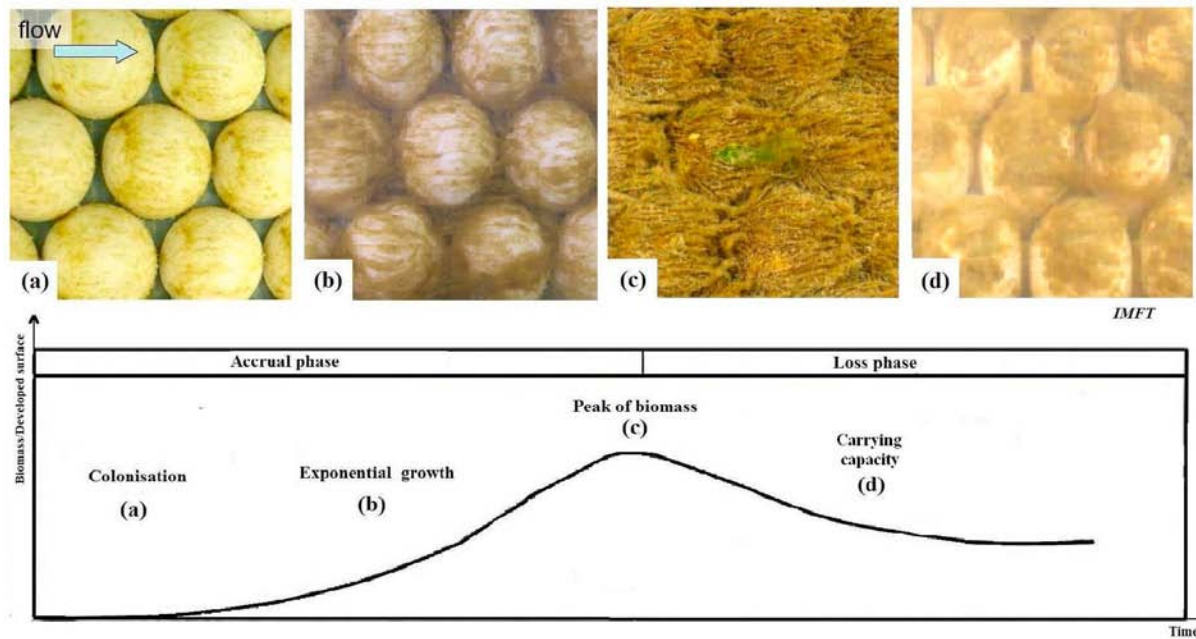 flow
(a)
(b)
(c)
(d)
IMFT
Biomass/Developed surface
Accrual phase
Loss phase
Peak of biomass
(c)
Colonisation
(a)
Exponential growth
(b)
Carrying
capacity
(d)
Time